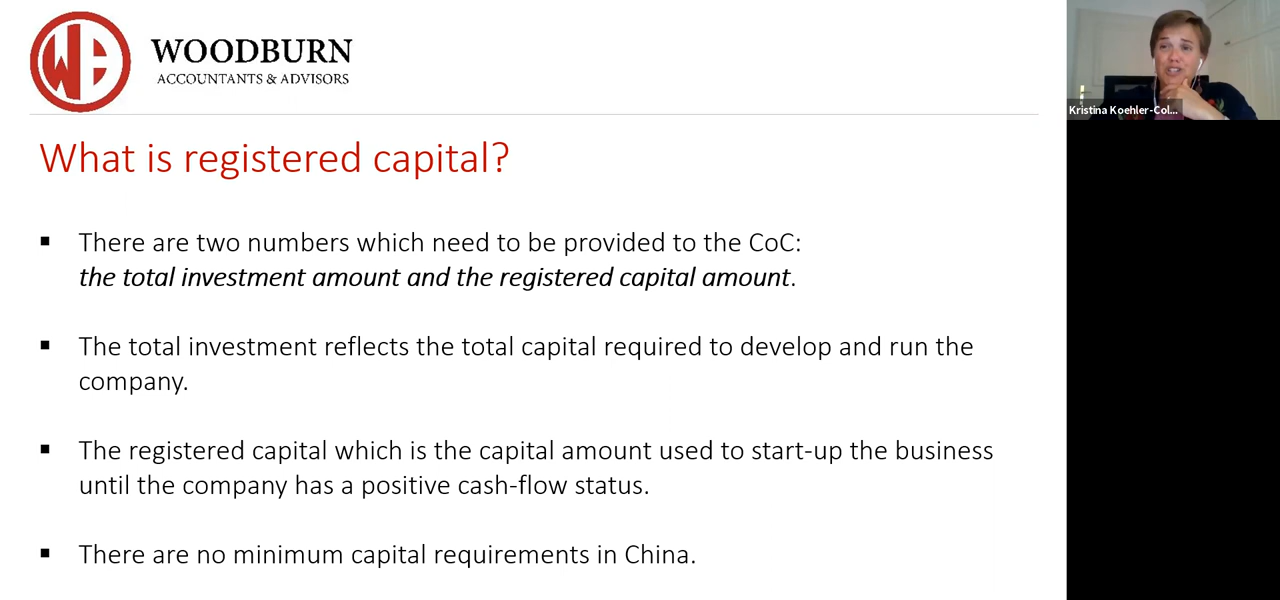 WB
WOODBURN
ACCOUNTANTS & ADVISORS
Kristina Koehler-Col...
What is registered capital?
▪ There are two numbers which need to be provided to the CoC:
the total investment amount and the registered capital amount.
▪ The total investment reflects the total capital required to develop and run the
company.
▪ The registered capital which is the capital amount used to start-up the business
until the company has a positive cash-flow status.
▪ There are no minimum capital requirements in China.